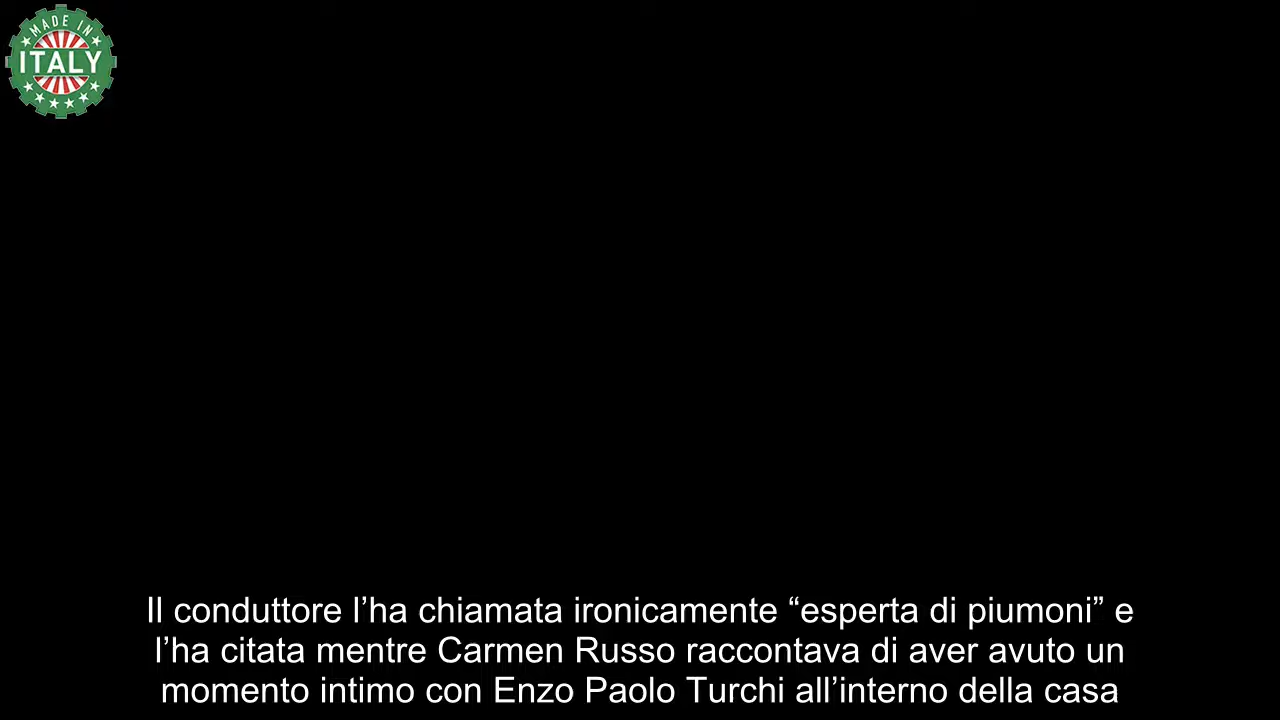 MADE IN
ITALY
Il conduttore l’ha chiamata ironicamente “esperta di piumoni” e
l’ha citata mentre Carmen Russo raccontava di aver avuto un
momento intimo con Enzo Paolo Turchi all’interno della casa